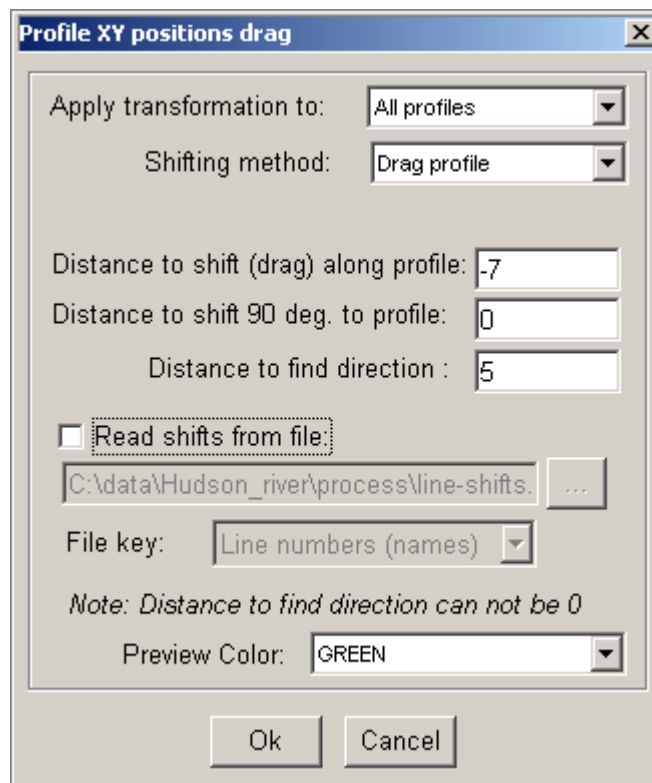 Profile XY positions drag
Apply transformation to: All profiles
Shifting method: Drag profile
Distance to shift (drag) along profile: -7
Distance to shift 90 deg. to profile: 0
Distance to find direction : 5
Read shifts from file:
C:\data\Hudson_river\process\line-shifts. ...
File key: Line numbers (names)
Note: Distance to find direction can not be 0
Preview Color: GREEN
Ok Cancel